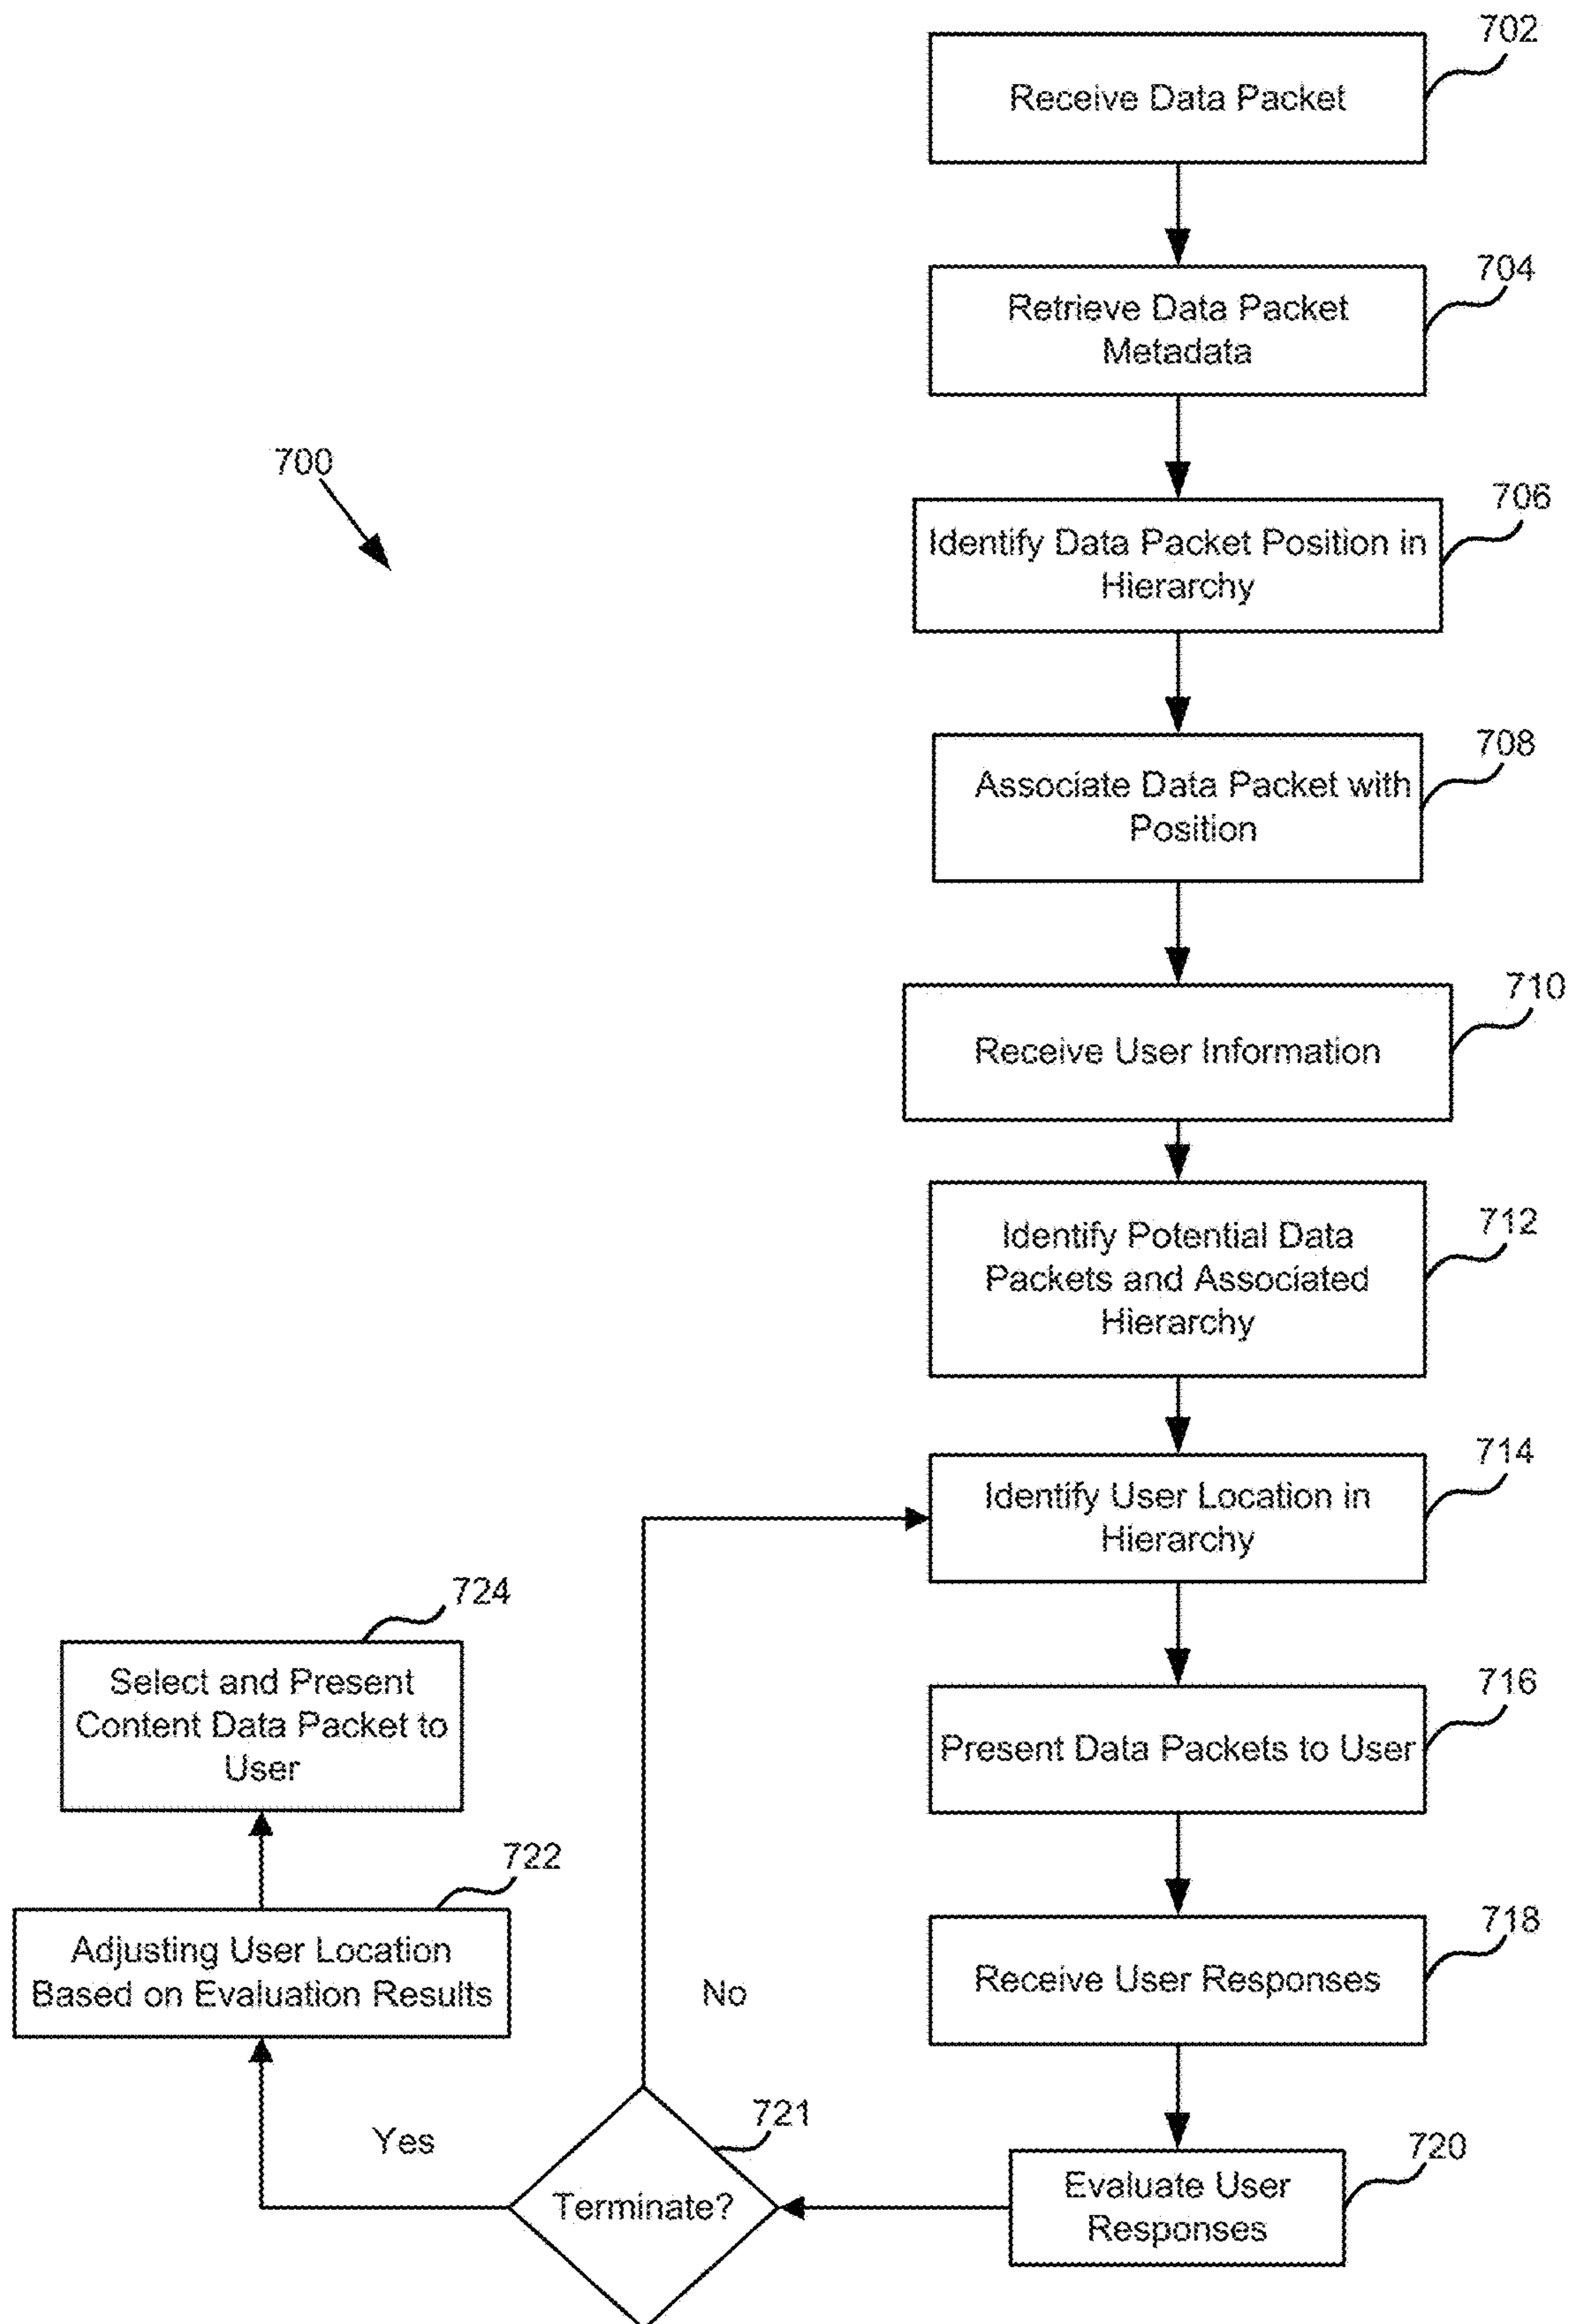 702
Receive Data Packet
704
Retrieve Data Packet
Metadata
700
706
Identify Data Packet Position in
Hierarchy
708
Associate Data Packet with
Position
710
Receive User Information
712
Identify Potential Data
Packets and Associated
Hierarchy
714
Identify User Location in
Hierarchy
716
Present Data Packets to User
718
Receive User Responses
720
Evaluate User
Responses
721
Terminate?
No
Yes
722
Adjusting User Location
Based on Evaluation Results
724
Select and Present
Content Data Packet to
User